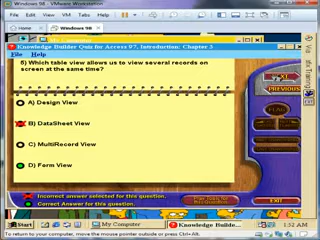 Windows 98 - VMware Workstation
File Edit View VM Tabs Help
Home Windows 98
Knowledge Builder Quiz for Access 97, Introduction: Chapter 3
File Help
5) Which table view allows us to view several records on
screen at the same time?
A) Design View
B) DataSheet View
C) MultiRecord View
D) Form View
PREVIOUS
FLAG
Incorrect answer selected for this question.
Correct Answer for this question.
EXIT
Start
Knowledge Builde...
1:52 AM
To return to your computer, move the mouse pointer outside or press Ctrl+Alt.